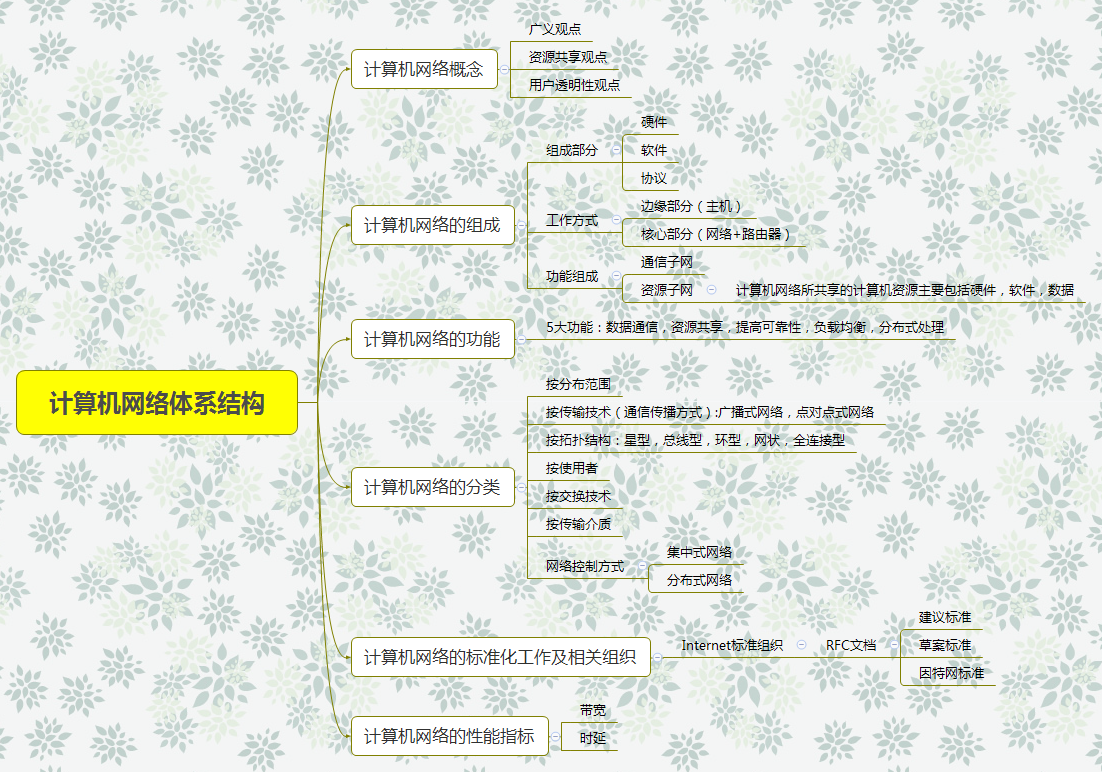 计算机网络体系结构
计算机网络概念
广义观点
资源共享观点
用户透明性观点
计算机网络的组成
组成部分
硬件
软件
协议
工作方式
边缘部分（主机）
核心部分（网络+路由器）
功能组成
通信子网
资源子网
计算机网络所共享的计算机资源主要包括硬件，软件，数据
计算机网络的功能
5大功能：数据通信，资源共享，提高可靠性，负载均衡，分布式处理
计算机网络的分类
按分布范围
按传输技术（通信传播方式）:广播式网络，点对点式网络
按拓扑结构：星型，总线型，环型，网状，全连接型
按使用者
按交换技术
按传输介质
网络控制方式
集中式网络
分布式网络
计算机网络的标准化工作及相关组织
Internet标准组织
RFC文档
建议标准
草案标准
因特网标准
计算机网络的性能指标
带宽
时延